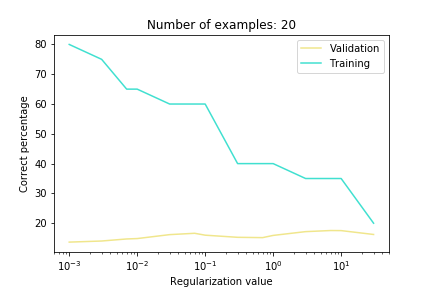 Number of examples: 20
Validation
Training
80
70
60
50
40
30
20
Correct percentage
10⁻³ 10⁻² 10⁻¹ 10⁰ 10¹
Regularization value